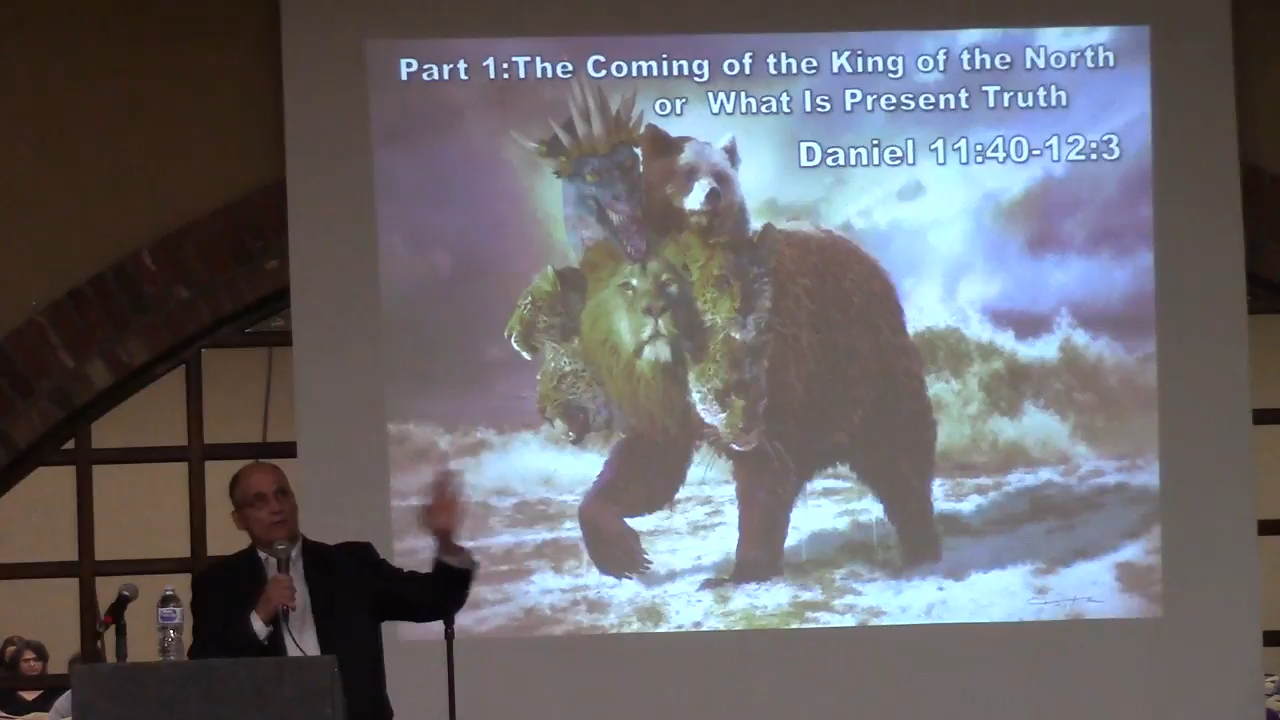 Part 1:The Coming of the King of the North
or What Is Present Truth
Daniel 11:40-12:3